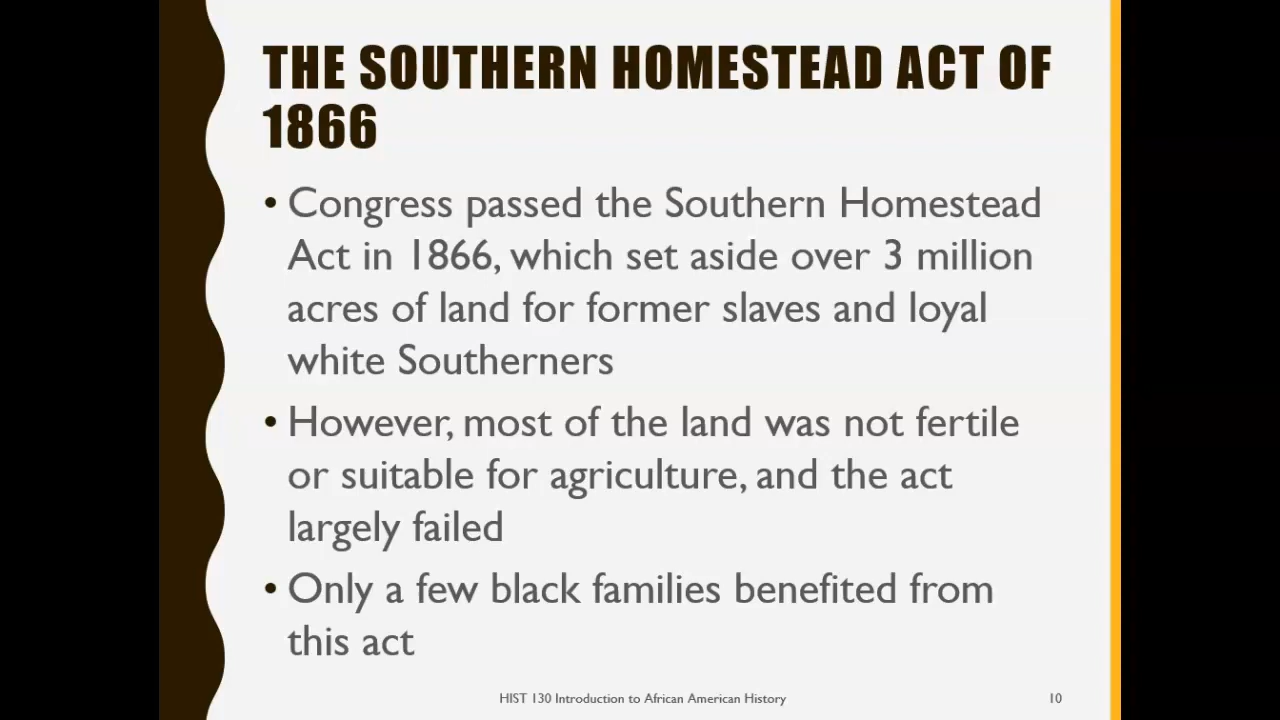 THE SOUTHERN HOMESTEAD ACT OF
1866
• Congress passed the Southern Homestead
Act in 1866, which set aside over 3 million
acres of land for former slaves and loyal
white Southerners
• However, most of the land was not fertile
or suitable for agriculture, and the act
largely failed
• Only a few black families benefited from
this act
HIST 130 Introduction to African American History
10